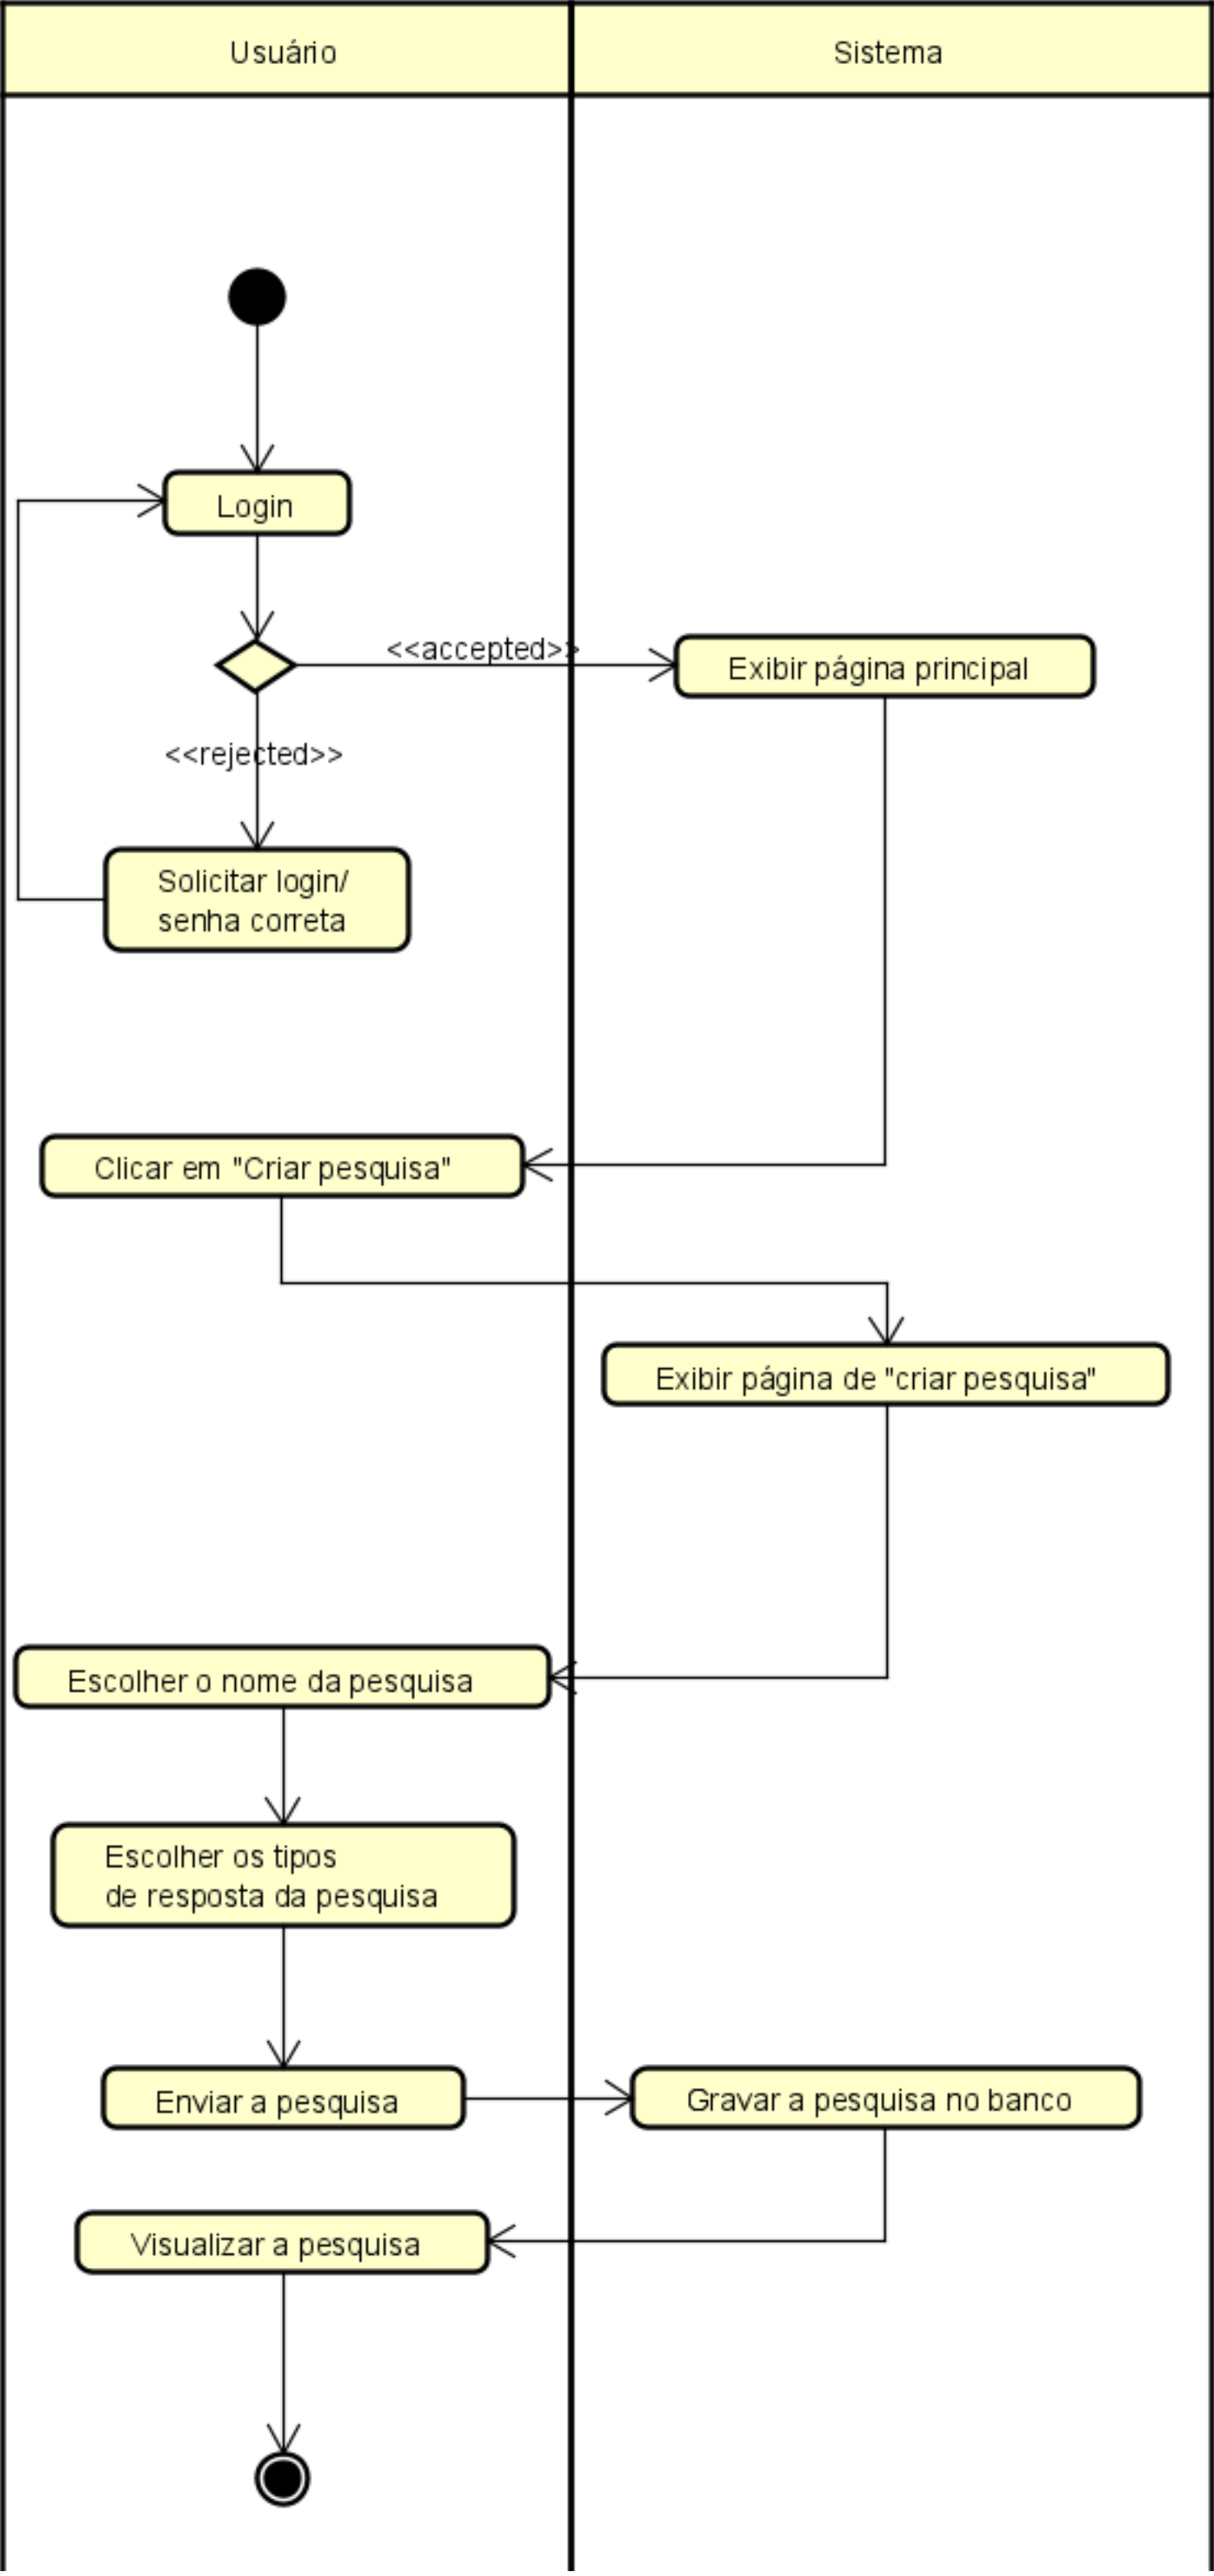 Usuário
Sistema
Login
<<accepted>>
Exibir página principal
<<rejected>>
Solicitar login/
senha correta
Clicar em "Criar pesquisa"
Exibir página de "criar pesquisa"
Escolher o nome da pesquisa
Escolher os tipos
de resposta da pesquisa
Enviar a pesquisa
Gravar a pesquisa no banco
Visualizar a pesquisa